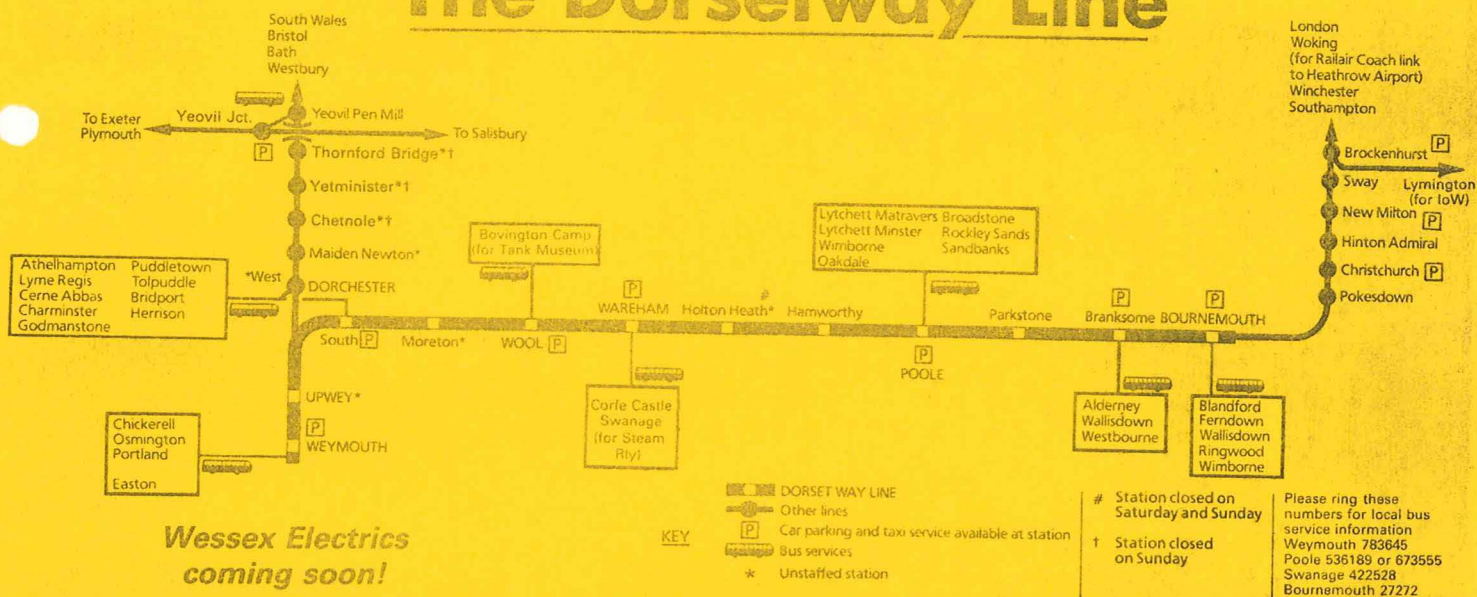 The Dorsetway Line
South Wales
Bristol
Bath
Westbury
To Exeter
Plymouth
Yeovil Jct.
Yeovil Pen Mill
To Salisbury
P
Thornford Bridge*†
Yetminister*†
Chetnole*†
Maiden Newton*
*West
DORCHESTER
Athelhampton Puddletown
Lyme Regis Tolpuddle
Cerne Abbas Bridport
Charminster Herrison
Godmanstone
South P
Moreton*
WOOL P
Bovington Camp
(for Tank Museum)
P
WAREHAM
#
Holton Heath*
Hamworthy
Lytchett Matravers Broadstone
Lytchett Minster Rockley Sands
Wimborne Sandbanks
Oakdale
P
POOLE
Parkstone
P
Branksome
P
BOURNEMOUTH
London
Woking
(for Railair Coach link
to Heathrow Airport)
Winchester
Southampton
Brockenhurst P
Sway
Lymington
(for IoW)
New Milton P
Hinton Admiral
Christchurch P
Pokesdown
UPWEY*
P
WEYMOUTH
Chickerell
Osmington
Portland
Easton
Corfe Castle
Swanage
(for Steam
Rly)
Alderney
Wallisdown
Westbourne
Blandford
Ferndown
Wallisdown
Ringwood
Wimborne
Wessex Electrics
coming soon!
KEY
DORSET WAY LINE
Other lines
P Car parking and taxi service available at station
Bus services
* Unstaffed station
# Station closed on
Saturday and Sunday
† Station closed
on Sunday
Please ring these
numbers for local bus
service information
Weymouth 783645
Poole 536189 or 673555
Swanage 422528
Bournemouth 27272